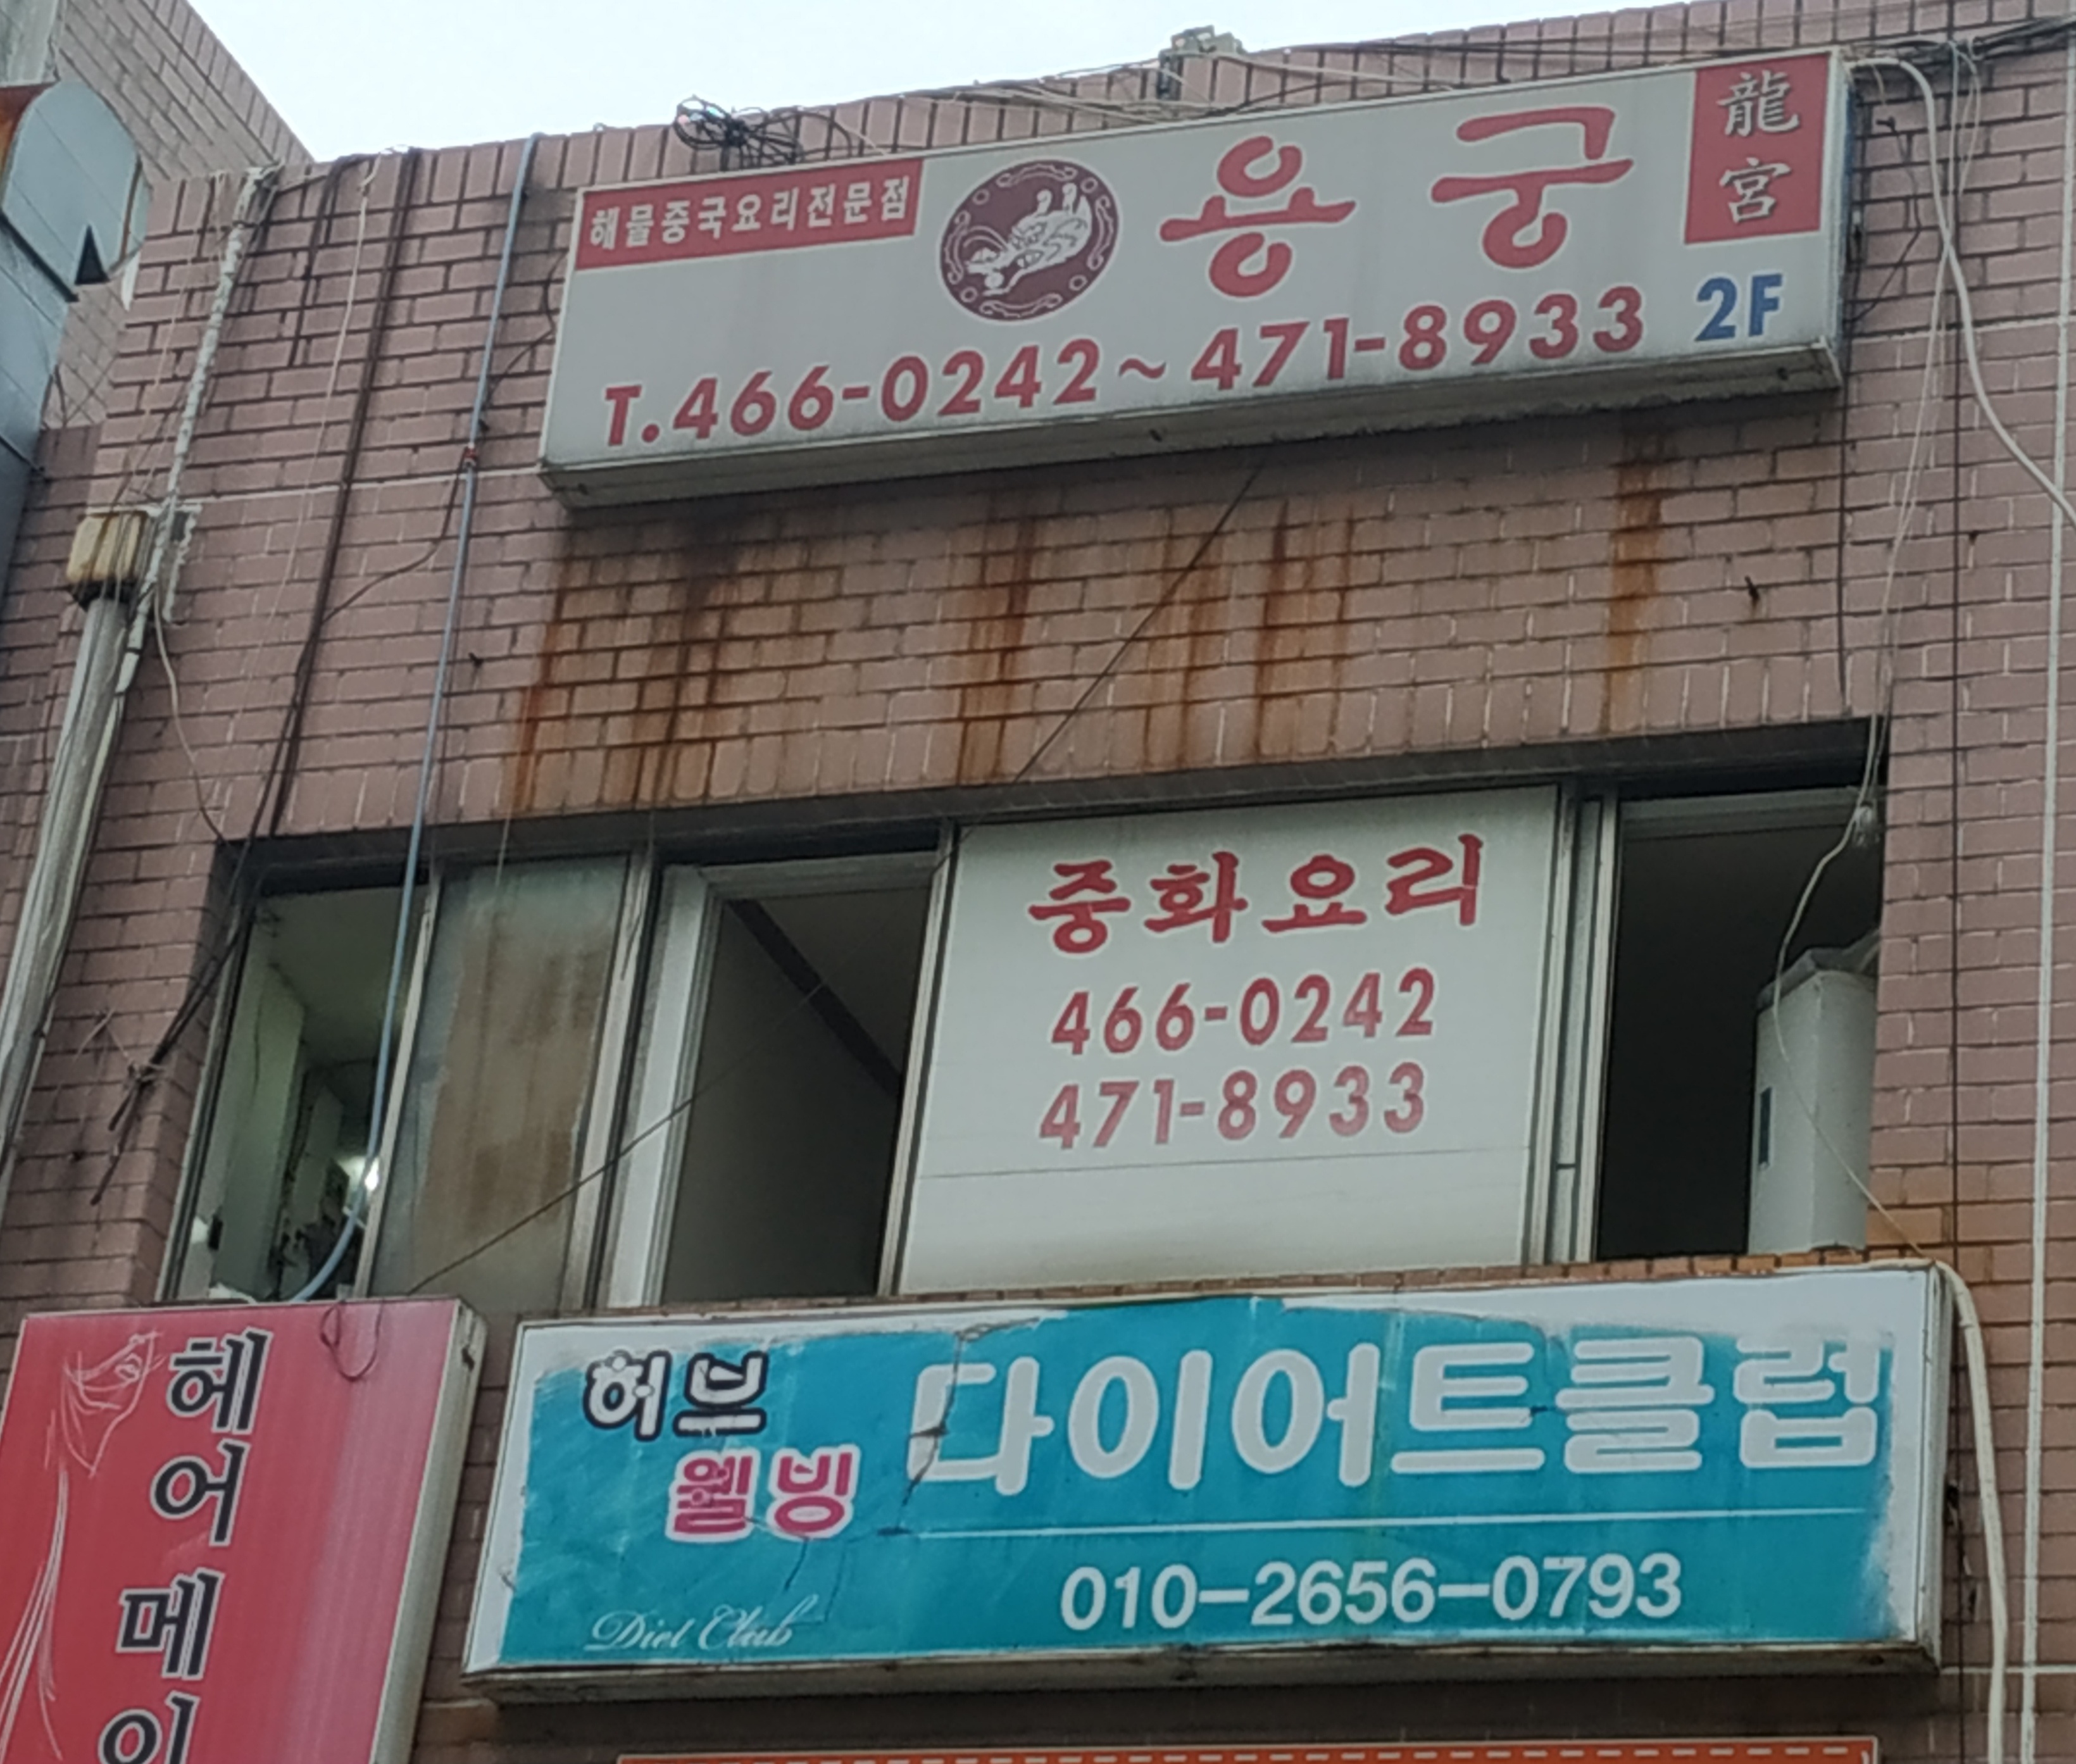 해물중국요리전문점
용궁
龍宮
T.466-0242~471-8933 2F
중화요리
466-0242
471-8933
헤어메이
허브
웰빙
다이어트클럽
010-2656-0793
Diet Club